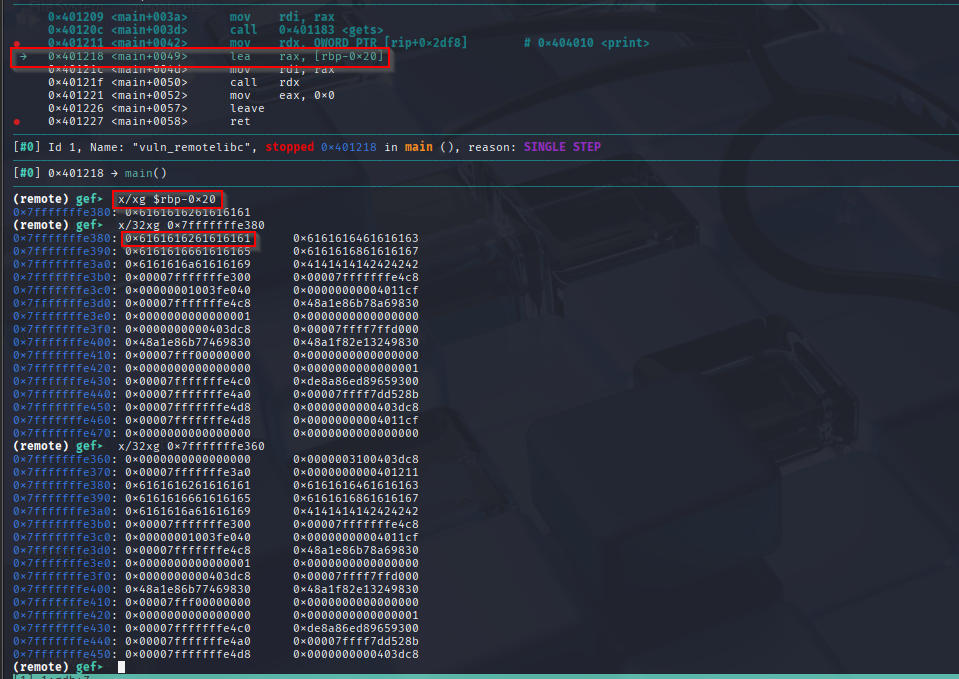 0×401209 <main+003a> mov rdi, rax
0×40120c <main+003d> call 0×401183 <gets>
0×401211 <main+0042> mov rdx, QWORD PTR [rip+0×2df8] # 0×404010 <print>
→ 0×401218 <main+0049> lea rax, [rbp-0×20]
0×40121c <main+004d> mov rdi, rax
0×40121f <main+0050> call rdx
0×401221 <main+0052> mov eax, 0×0
0×401226 <main+0057> leave
0×401227 <main+0058> ret
[#0] Id 1, Name: "vuln_remotelibc", stopped 0×401218 in main (), reason: SINGLE STEP
[#0] 0×401218 → main()
(remote) gef➤ x/xg $rbp-0×20
0×7fffffffe380: 0×6161616261616161
(remote) gef➤ x/32xg 0×7fffffffe380
0×7fffffffe380: 0×6161616261616161 0×6161616461616163
0×7fffffffe390: 0×6161616661616165 0×6161616861616167
0×7fffffffe3a0: 0×6161616a61616169 0×4141414142424242
0×7fffffffe3b0: 0×00007fffffffe300 0×00007fffffffe4c8
0×7fffffffe3c0: 0×00000001003fe040 0×00000000004011cf
0×7fffffffe3d0: 0×00007fffffffe4c8 0×48a1e86b78a69830
0×7fffffffe3e0: 0×0000000000000001 0×0000000000000000
0×7fffffffe3f0: 0×0000000000403dc8 0×00007ffff7ffd000
0×7fffffffe400: 0×48a1e86b77469830 0×48a1f82e13249830
0×7fffffffe410: 0×00007fff00000000 0×0000000000000000
0×7fffffffe420: 0×0000000000000000 0×0000000000000001
0×7fffffffe430: 0×00007fffffffe4c0 0×de8a86ed89659300
0×7fffffffe440: 0×00007fffffffe4a0 0×00007ffff7dd528b
0×7fffffffe450: 0×00007fffffffe4d8 0×0000000000403dc8
0×7fffffffe460: 0×00007fffffffe4d8 0×00000000004011cf
0×7fffffffe470: 0×0000000000000000 0×0000000000000000
(remote) gef➤ x/32xg 0×7fffffffe360
0×7fffffffe360: 0×0000000000000000 0×0000003100403dc8
0×7fffffffe370: 0×00007fffffffe3a0 0×0000000000401211
0×7fffffffe380: 0×6161616261616161 0×6161616461616163
0×7fffffffe390: 0×6161616661616165 0×6161616861616167
0×7fffffffe3a0: 0×6161616a61616169 0×4141414142424242
0×7fffffffe3b0: 0×00007fffffffe300 0×00007fffffffe4c8
0×7fffffffe3c0: 0×00000001003fe040 0×00000000004011cf
0×7fffffffe3d0: 0×00007fffffffe4c8 0×48a1e86b78a69830
0×7fffffffe3e0: 0×0000000000000001 0×0000000000000000
0×7fffffffe3f0: 0×0000000000403dc8 0×00007ffff7ffd000
0×7fffffffe400: 0×48a1e86b77469830 0×48a1f82e13249830
0×7fffffffe410: 0×00007fff00000000 0×0000000000000000
0×7fffffffe420: 0×0000000000000000 0×0000000000000001
0×7fffffffe430: 0×00007fffffffe4c0 0×de8a86ed89659300
0×7fffffffe440: 0×00007fffffffe4a0 0×00007ffff7dd528b
0×7fffffffe450: 0×00007fffffffe4d8 0×0000000000403dc8
(remote) gef➤